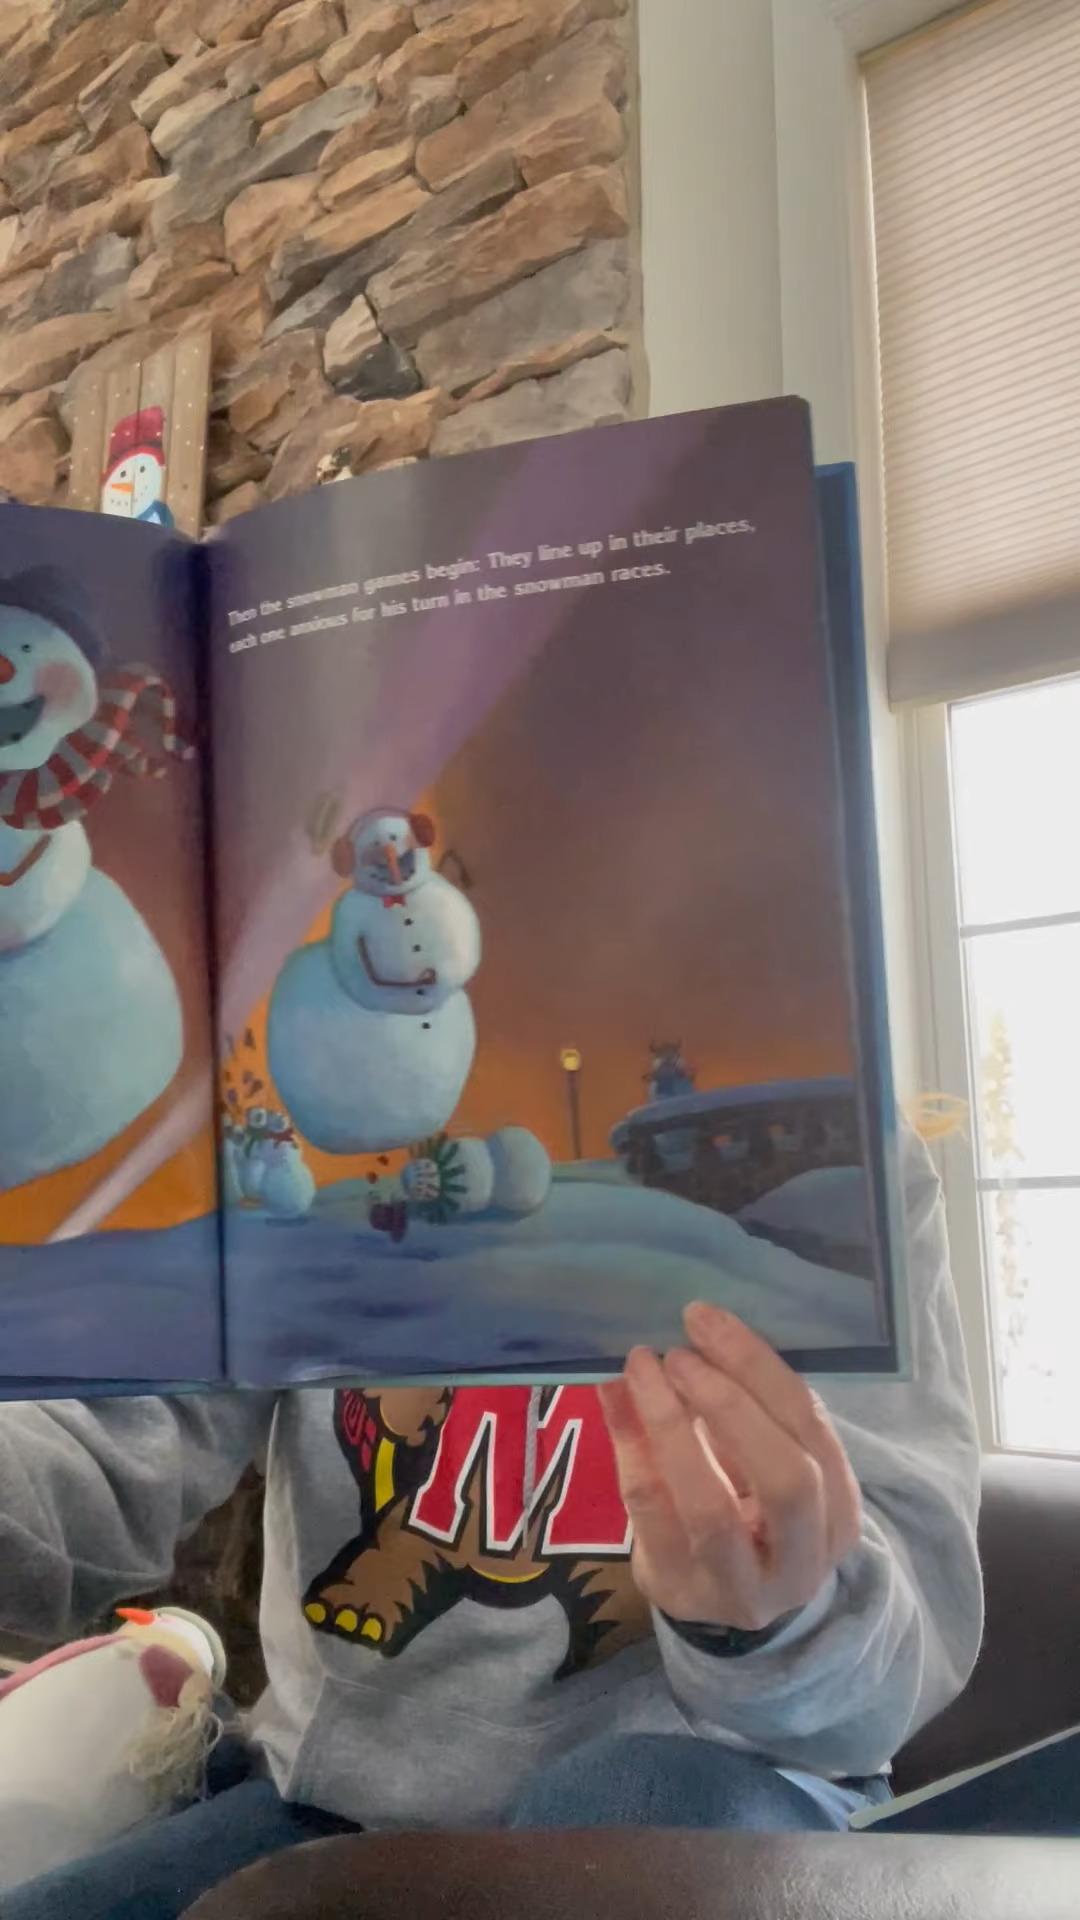 Then the snowman games begin: They line up in their places,
each one anxious for his turn in the snowman races.
M